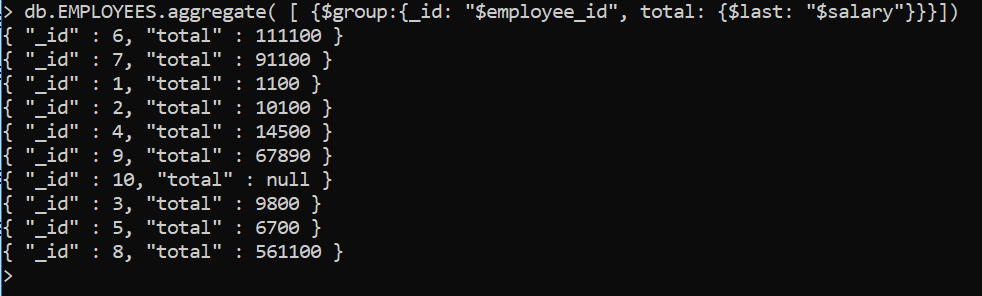 > db.EMPLOYEES.aggregate( [ {$group:{_id: "$employee_id", total: {$last: "$salary"}}}])
{ "_id" : 6, "total" : 111100 }
{ "_id" : 7, "total" : 91100 }
{ "_id" : 1, "total" : 1100 }
{ "_id" : 2, "total" : 10100 }
{ "_id" : 4, "total" : 14500 }
{ "_id" : 9, "total" : 67890 }
{ "_id" : 10, "total" : null }
{ "_id" : 3, "total" : 9800 }
{ "_id" : 5, "total" : 6700 }
{ "_id" : 8, "total" : 561100 }
>